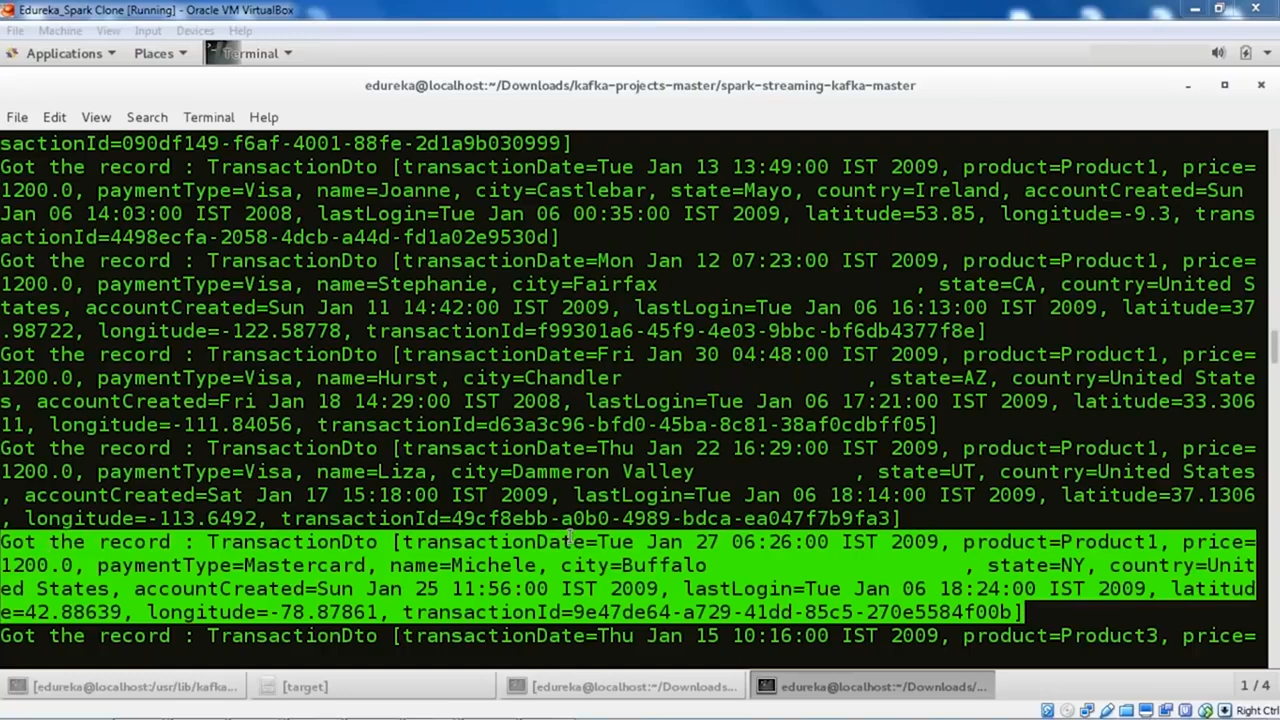 Edureka_Spark Clone [Running] - Oracle VM VirtualBox
File Machine View Input Devices Help
Applications Places Terminal
edureka@localhost:~/Downloads/kafka-projects-master/spark-streaming-kafka-master
File Edit View Search Terminal Help
sactionId=090df149-f6af-4001-88fe-2d1a9b030999]
Got the record : TransactionDto [transactionDate=Tue Jan 13 13:49:00 IST 2009, product=Product1, price=
1200.0, paymentType=Visa, name=Joanne, city=Castlebar, state=Mayo, country=Ireland, accountCreated=Sun
Jan 06 14:03:00 IST 2008, lastLogin=Tue Jan 06 00:35:00 IST 2009, latitude=53.85, longitude=-9.3, trans
actionId=4498ecfa-2058-4dcb-a44d-fd1a02e9530d]
Got the record : TransactionDto [transactionDate=Mon Jan 12 07:23:00 IST 2009, product=Product1, price=
1200.0, paymentType=Visa, name=Stephanie, city=Fairfax , state=CA, country=United S
tates, accountCreated=Sun Jan 11 14:42:00 IST 2009, lastLogin=Tue Jan 06 16:13:00 IST 2009, latitude=37
.98722, longitude=-122.58778, transactionId=f99301a6-45f9-4e03-9bbc-bf6db4377f8e]
Got the record : TransactionDto [transactionDate=Fri Jan 30 04:48:00 IST 2009, product=Product1, price=
1200.0, paymentType=Visa, name=Hurst, city=Chandler , state=AZ, country=United State
s, accountCreated=Fri Jan 18 14:29:00 IST 2008, lastLogin=Tue Jan 06 17:21:00 IST 2009, latitude=33.306
11, longitude=-111.84056, transactionId=d63a3c96-bfd0-45ba-8c81-38af0cdbff05]
Got the record : TransactionDto [transactionDate=Thu Jan 22 16:29:00 IST 2009, product=Product1, price=
1200.0, paymentType=Visa, name=Liza, city=Dammeron Valley , state=UT, country=United States
, accountCreated=Sat Jan 17 15:18:00 IST 2009, lastLogin=Tue Jan 06 18:14:00 IST 2009, latitude=37.1306
, longitude=-113.6492, transactionId=49cf8ebb-a0b0-4989-bdca-ea047f7b9fa3]
Got the record : TransactionDto [transactionDate=Tue Jan 27 06:26:00 IST 2009, product=Product1, price=
1200.0, paymentType=Mastercard, name=Michele, city=Buffalo , state=NY, country=Unit
ed States, accountCreated=Sun Jan 25 11:56:00 IST 2009, lastLogin=Tue Jan 06 18:24:00 IST 2009, latitud
e=42.88639, longitude=-78.87861, transactionId=9e47de64-a729-41dd-85c5-270e5584f00b]
Got the record : TransactionDto [transactionDate=Thu Jan 15 10:16:00 IST 2009, product=Product3, price=
[edureka@localhost:/usr/lib/kafka... [target] [edureka@localhost:~/Downloads... edureka@localhost:~/Downloads/... 1 / 4
Right Ctrl